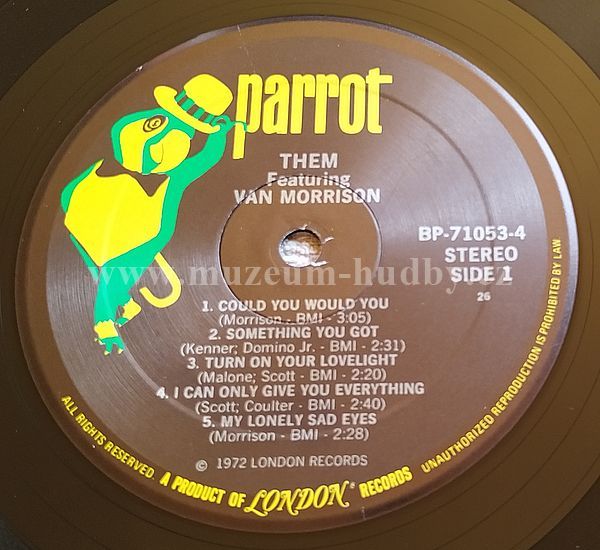 parrot
THEM
Featuring
VAN MORRISON
BP-71053-4
STEREO
SIDE 1
26
www.muzeum-hudby.cz
1. COULD YOU WOULD YOU
(Morrison - BMI - 3:05)
2. SOMETHING YOU GOT
(Kenner; Domino Jr. - BMI - 2:31)
3. TURN ON YOUR LOVELIGHT
(Malone; Scott - BMI - 2:20)
4. I CAN ONLY GIVE YOU EVERYTHING
(Scott; Coulter - BMI - 2:40)
5. MY LONELY SAD EYES
(Morrison - BMI - 2:28)
© 1972 LONDON RECORDS
ALL RIGHTS RESERVED. A PRODUCT OF LONDON® RECORDS UNAUTHORIZED REPRODUCTION IS PROHIBITED BY LAW